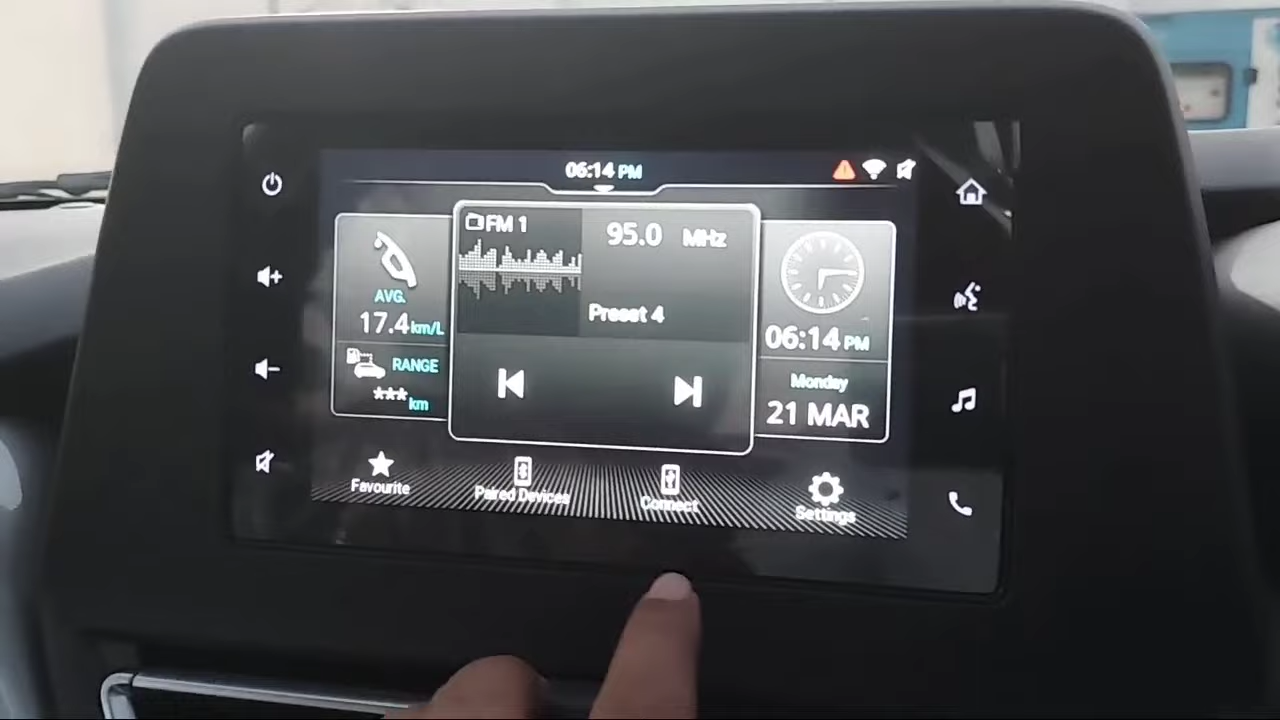 06:14 PM
FM 1
95.0 MHz
Preset 4
AVG.
17.4 km/L
RANGE
*** km
06:14 PM
Monday
21 MAR
Favourite
Paired Devices
Connect
Settings